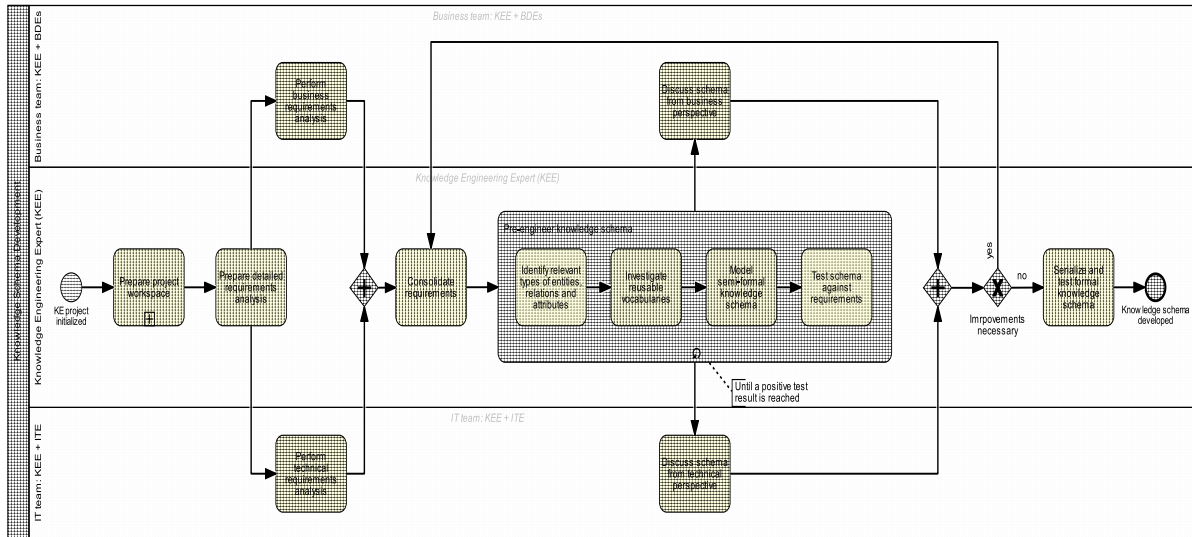 Knowledge Schema Development
Business team: KEE + BDEs
Business team: KEE + BDEs
Perform
business
requirements
analysis
Discuss schema
from business
perspective
Knowledge Engineering Expert (KEE)
Knowledge Engineering Expert (KEE)
KE project
initialized
Prepare project
workspace
Prepare detailed
requirements
analysis
Consolidate
requirements
Pre-engineer knowledge schema
Identify relevant
types of entities,
relations and
attributes
Investigate
reusable
vocabularies
Model
semi-formal
knowledge
schema
Test schema
against
requirements
Until a positive test
result is reached
yes
no
Imrpovements
necessary
Serialize and
test formal
knowledge
schema
Knowledge schema
developed
IT team: KEE + ITE
IT team: KEE + ITE
Perform
technical
requirements
analysis
Discuss schema
from technical
perspective